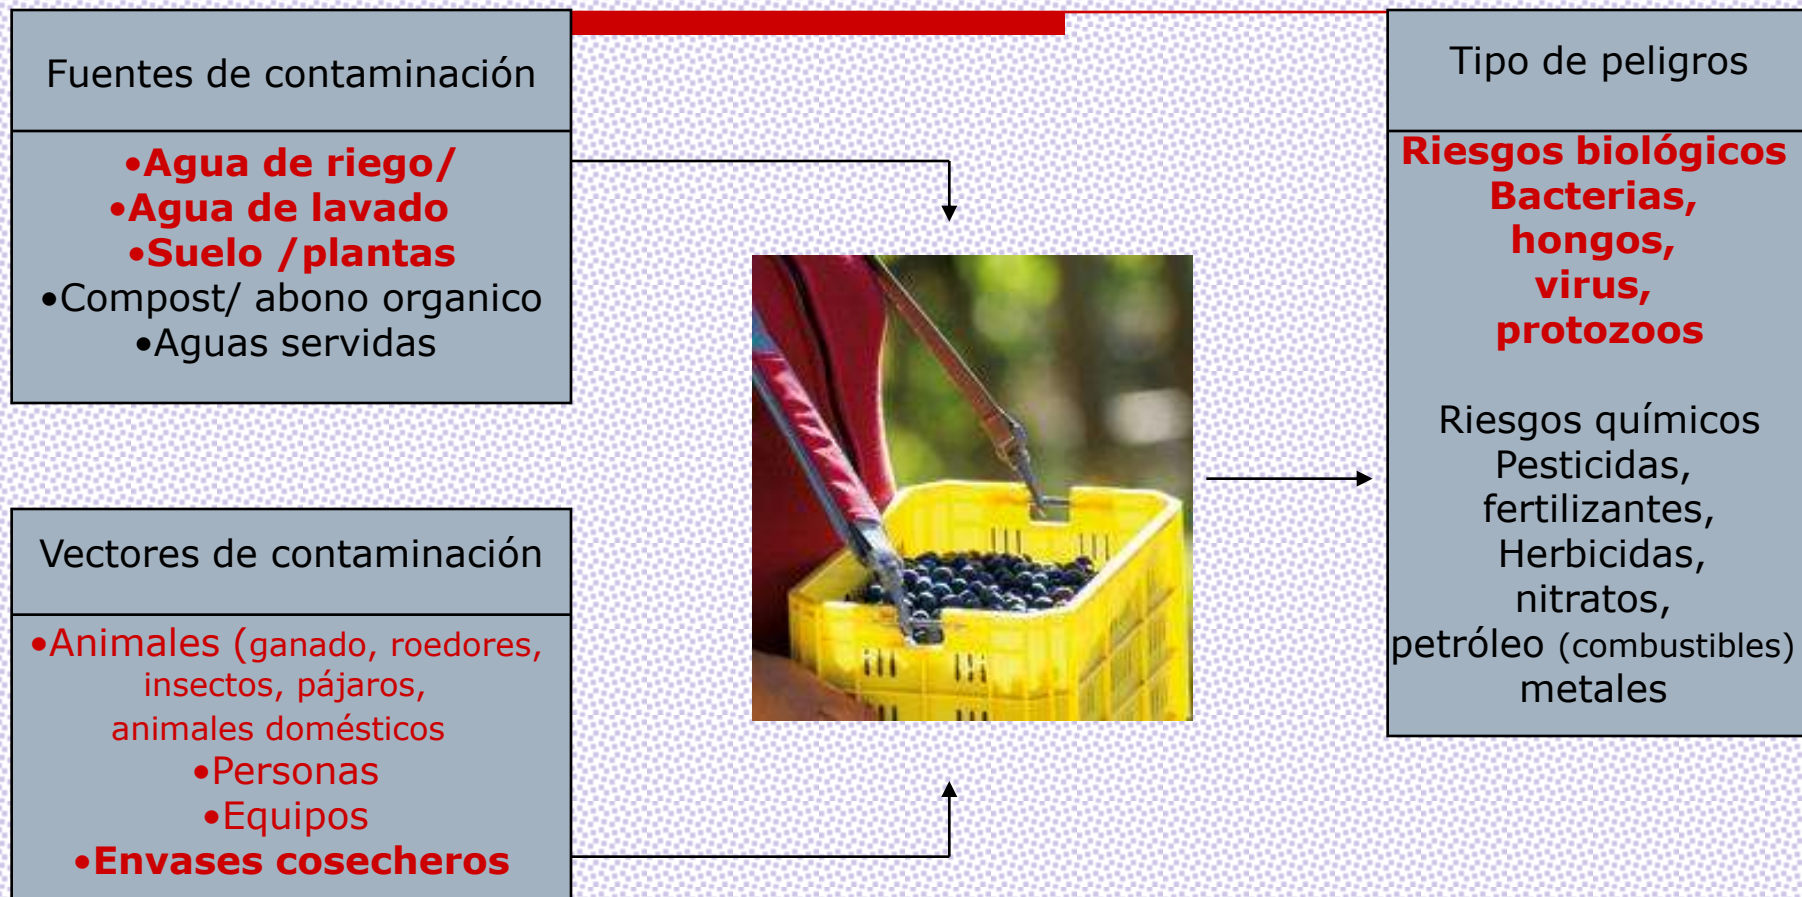 Fuentes de contaminación
•Agua de riego/
•Agua de lavado
•Suelo /plantas
•Compost/ abono organico
•Aguas servidas
Vectores de contaminación
•Animales (ganado, roedores,
insectos, pájaros,
animales domésticos
•Personas
•Equipos
•Envases cosecheros
Tipo de peligros
Riesgos biológicos
Bacterias,
hongos,
virus,
protozoos
Riesgos químicos
Pesticidas,
fertilizantes,
Herbicidas,
nitratos,
petróleo (combustibles)
metales